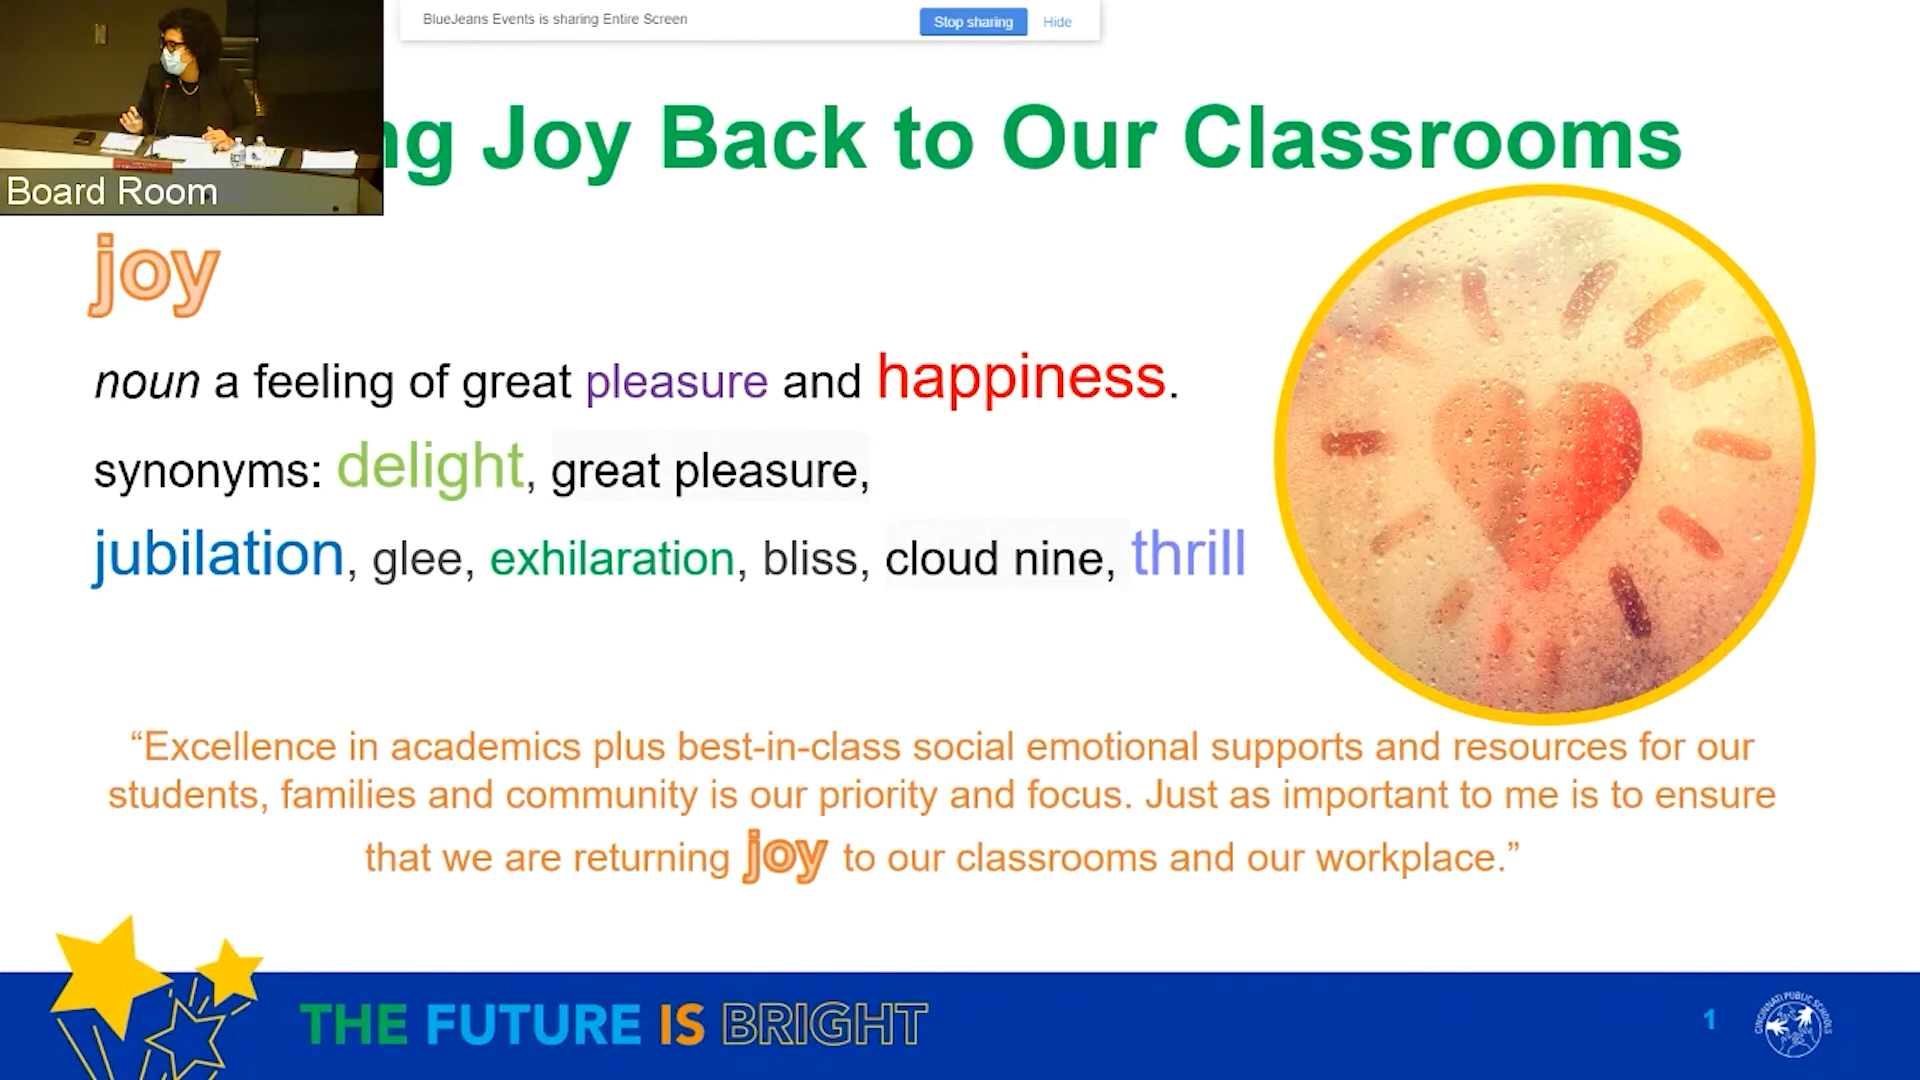 BlueJeans Events is sharing Entire Screen
Stop sharing
Hide
Board Room
ng Joy Back to Our Classrooms
joy
noun a feeling of great pleasure and happiness.
synonyms: delight, great pleasure,
jubilation, glee, exhilaration, bliss, cloud nine, thrill
“Excellence in academics plus best-in-class social emotional supports and resources for our
students, families and community is our priority and focus. Just as important to me is to ensure
that we are returning joy to our classrooms and our workplace.”
THE FUTURE IS BRIGHT
1
CINCINNATI PUBLIC SCHOOLS